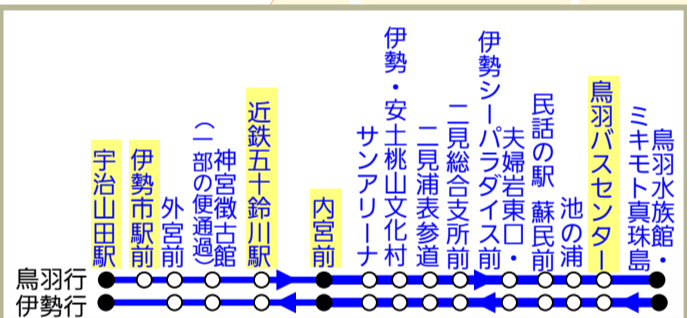 宇治山田駅
伊勢市駅前
外宮前
神宮徴古館
（一部の便通過）
近鉄五十鈴川駅
内宮前
サンアリーナ
伊勢・安土桃山文化村
二見浦表参道
二見総合支所前
夫婦岩東口・
伊勢シーパラダイス前
民話の駅 蘇民前
池の浦
鳥羽バスセンター
鳥羽水族館・
ミキモト真珠島
鳥羽行
伊勢行